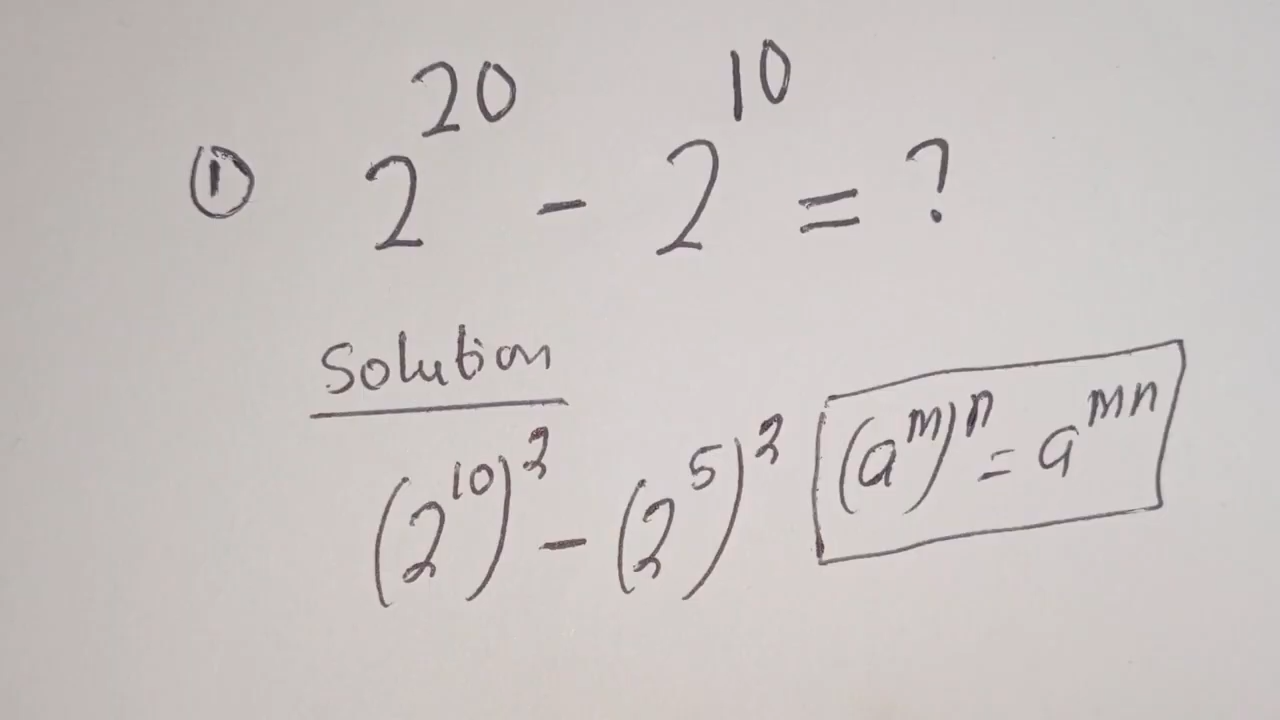 ① 2^20 - 2^10 = ?
Solution
(2^10)^2 - (2^5)^2 (a^m)^n = a^mn